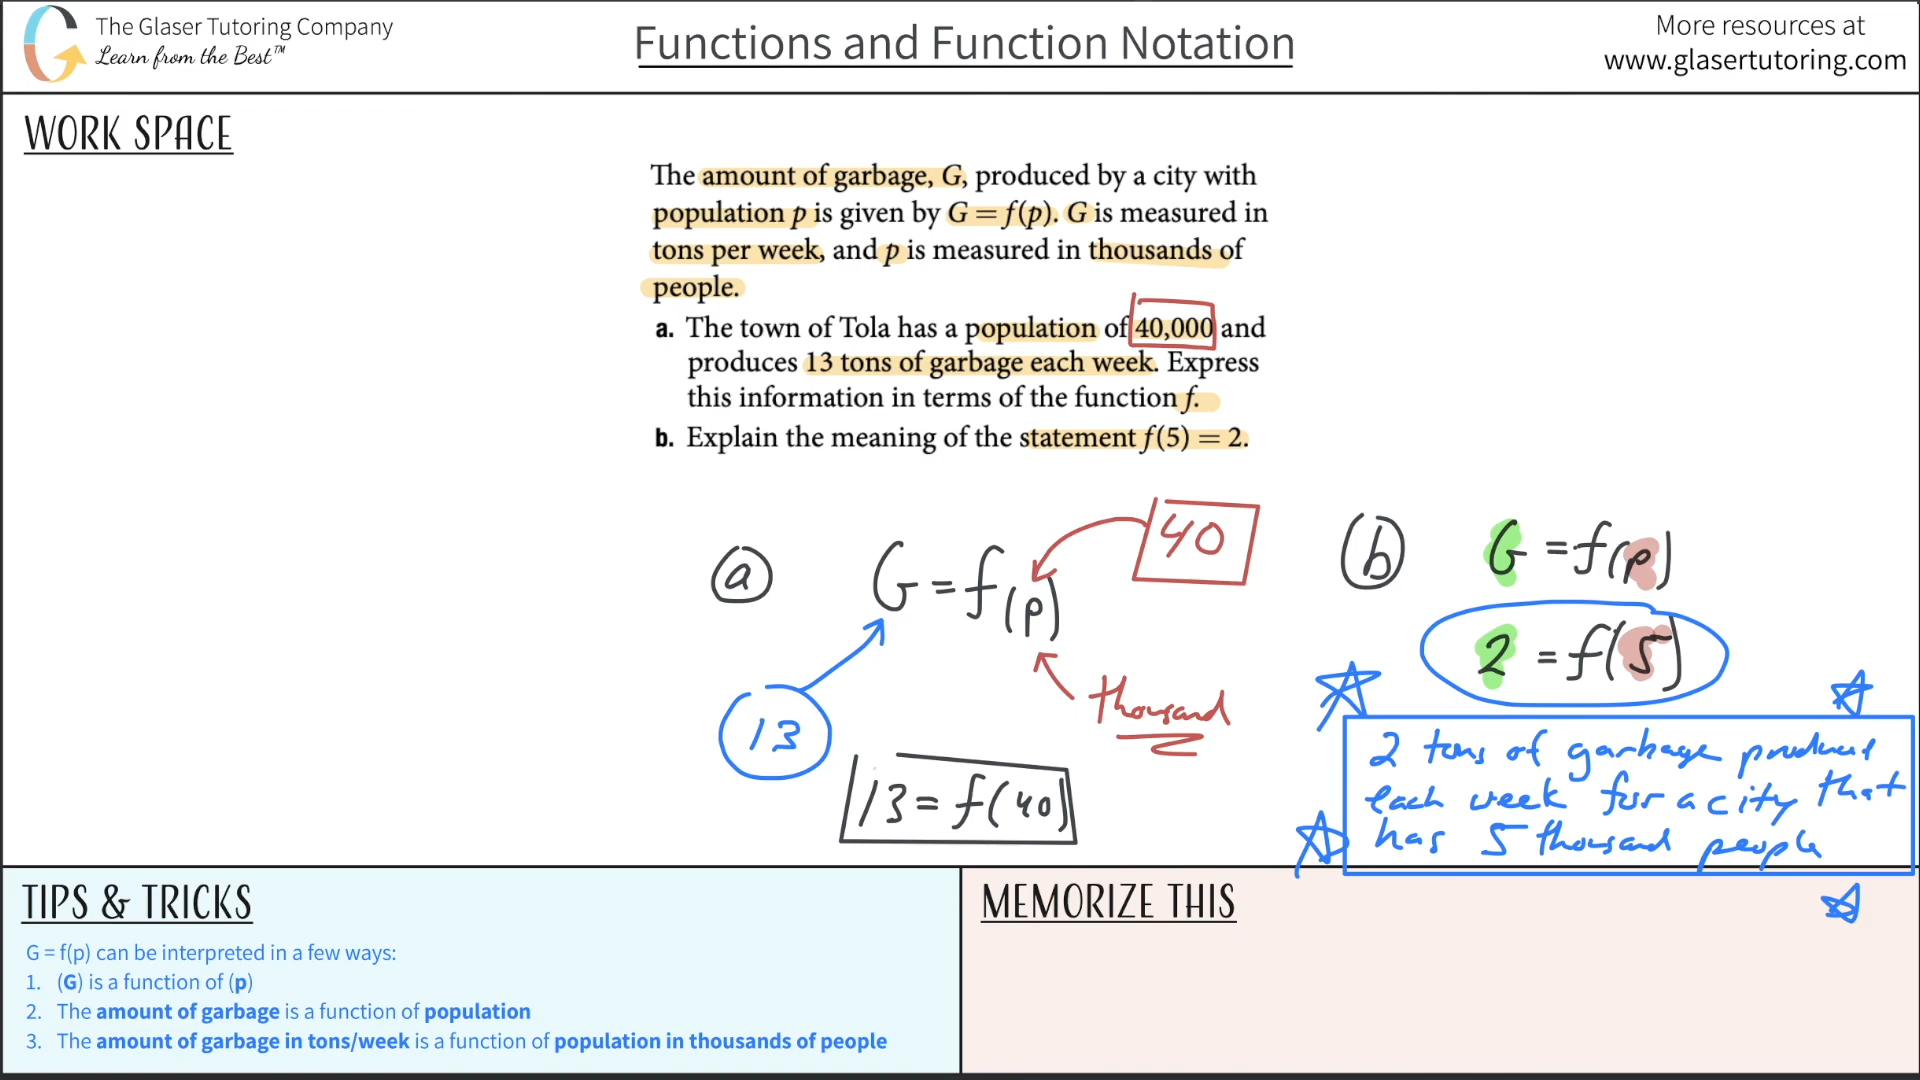 The Glaser Tutoring Company
Learn from the Best™
Functions and Function Notation
More resources at
www.glasertutoring.com
WORK SPACE
The amount of garbage, G, produced by a city with
population p is given by G = f(p). G is measured in
tons per week, and p is measured in thousands of
people.
a. The town of Tola has a population of 40,000 and
produces 13 tons of garbage each week. Express
this information in terms of the function f.
b. Explain the meaning of the statement f(5) = 2.
(a)
G = f(p)
40
13
thousand
13 = f(40)
(b)
G = f(p)
2 = f(5)
2 tons of garbage produced
each week for a city that
has 5 thousand people
TIPS & TRICKS
G = f(p) can be interpreted in a few ways:
1. (G) is a function of (p)
2. The amount of garbage is a function of population
3. The amount of garbage in tons/week is a function of population in thousands of people
MEMORIZE THIS